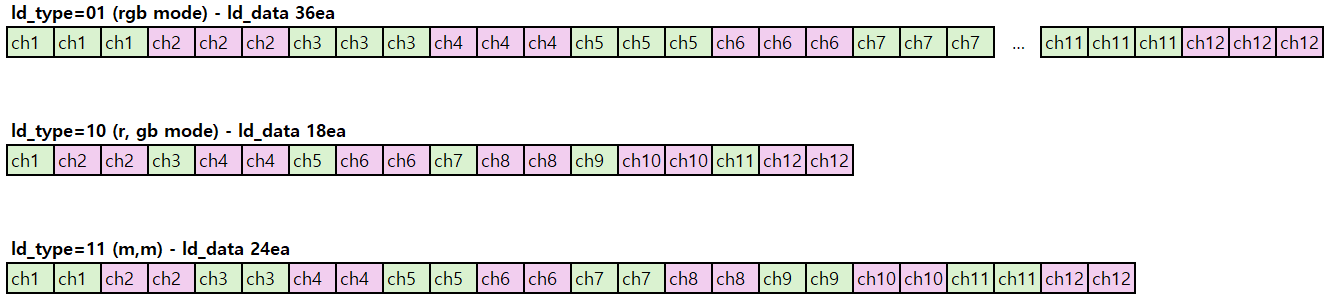 ld_type=01 (rgb mode) - ld_data 36ea
ch1 ch1 ch1 ch2 ch2 ch2 ch3 ch3 ch3 ch4 ch4 ch4 ch5 ch5 ch5 ch6 ch6 ch6 ch7 ch7 ch7 ... ch11 ch11 ch11 ch12 ch12 ch12
ld_type=10 (r, gb mode) - ld_data 18ea
ch1 ch2 ch2 ch3 ch4 ch4 ch5 ch6 ch6 ch7 ch8 ch8 ch9 ch10 ch10 ch11 ch12 ch12
ld_type=11 (m,m) - ld_data 24ea
ch1 ch1 ch2 ch2 ch3 ch3 ch4 ch4 ch5 ch5 ch6 ch6 ch7 ch7 ch8 ch8 ch9 ch9 ch10 ch10 ch11 ch11 ch12 ch12